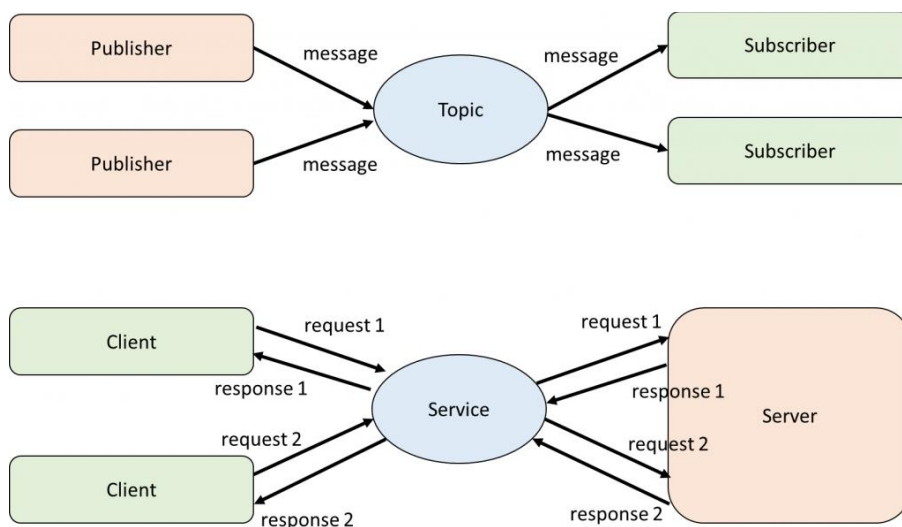 Publisher
message
message
Subscriber
Topic
Publisher
message
message
Subscriber
Client
request 1
response 1
request 1
response 1
Service
Server
Client
request 2
response 2
request 2
response 2